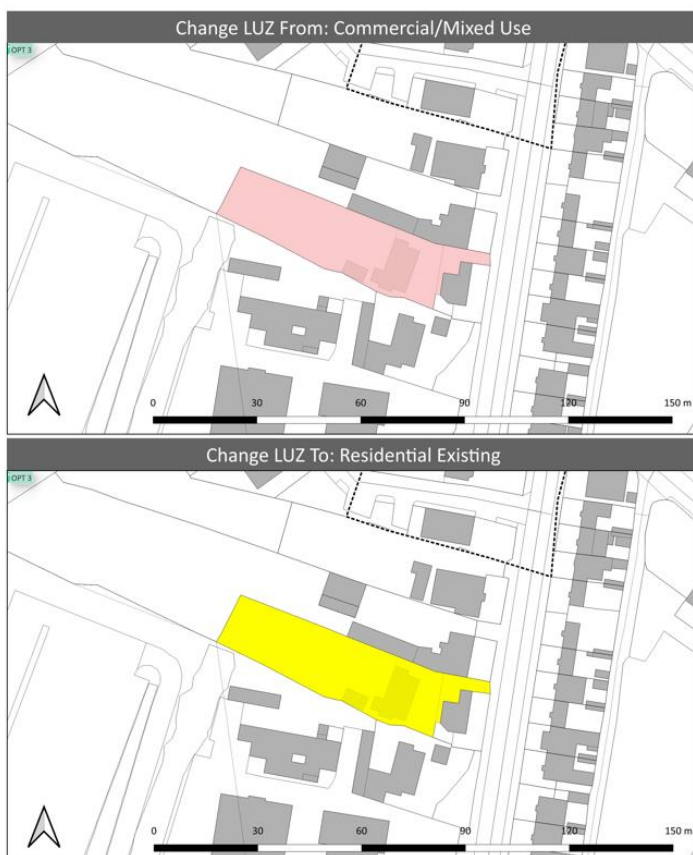 Change LUZ From: Commercial/Mixed Use
OPT 3
0 30 60 90 120 150 m
Change LUZ To: Residential Existing
OPT 3
0 30 60 90 120 150 m